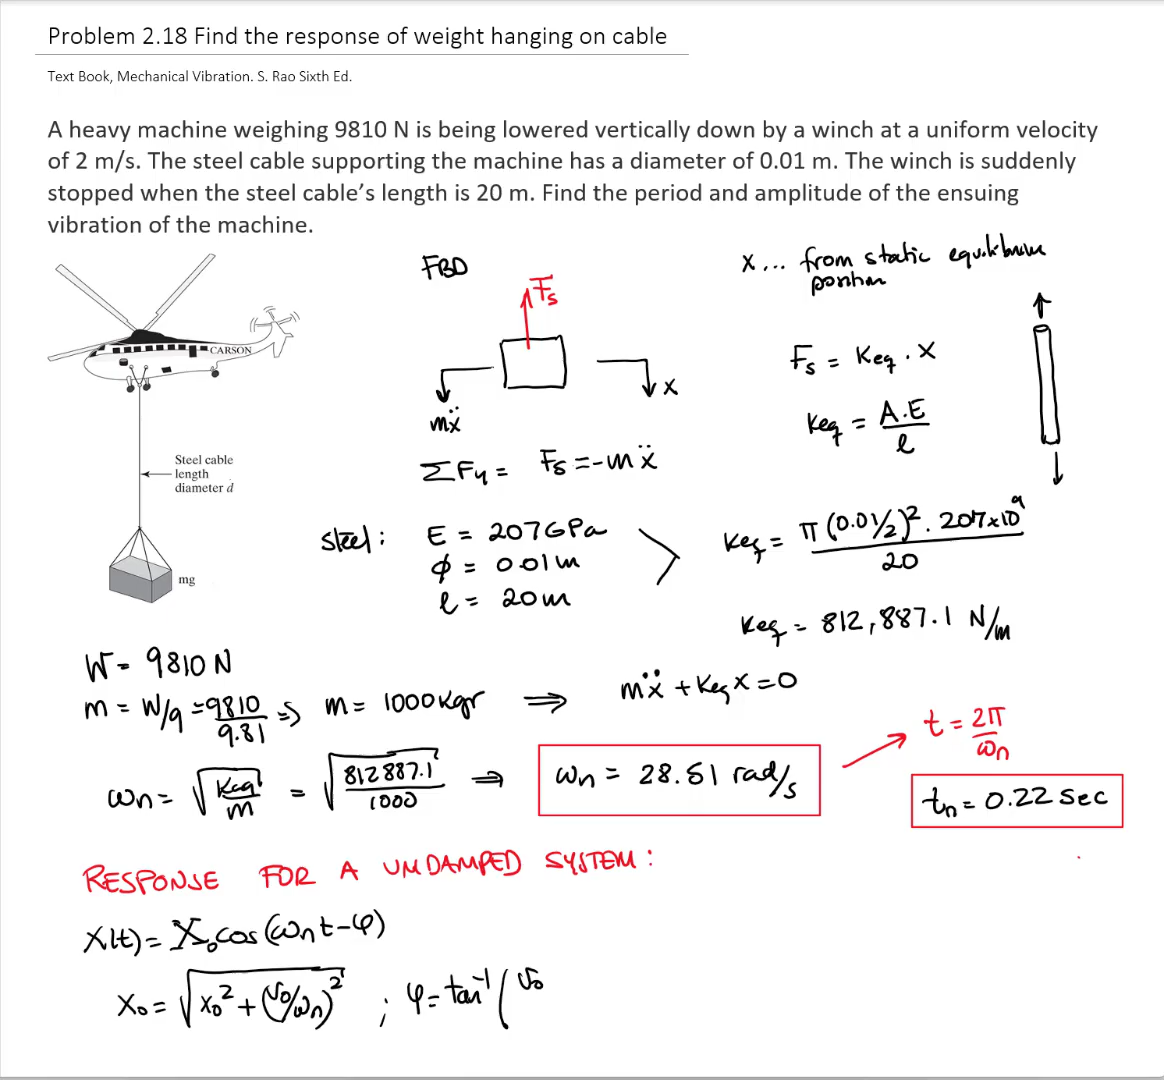 Problem 2.18 Find the response of weight hanging on cable
Text Book, Mechanical Vibration. S. Rao Sixth Ed.
A heavy machine weighing 9810 N is being lowered vertically down by a winch at a uniform velocity
of 2 m/s. The steel cable supporting the machine has a diameter of 0.01 m. The winch is suddenly
stopped when the steel cable's length is 20 m. Find the period and amplitude of the ensuing
vibration of the machine.
FBD
Fs
x
mẍ
ΣFy = Fs = -mẍ
x... from static equilibrium
position
Fs = Keq . X
Keq = A.E / l
CARSON
Steel cable
length
diameter d
mg
steel: E = 207GPa
ϕ = 0.01m
l = 20m
Keq = π(0.01/2)². 207x10⁹ / 20
Keq = 812,887.1 N/m
W = 9810 N
m = W/g = 9810 / 9.81 => m = 1000kgr ⇒ mẍ + Keq x = 0
ωn = √(Keq / m) = √(812887.1 / 1000) ⇒ ωn = 28.51 rad/s
t = 2π / ωn
tn = 0.22 sec
RESPONSE FOR A UNDAMPED SYSTEM:
X(t) = X₀cos(ωnt-φ)
X₀ = √(x₀² + (v₀/ωn)²) ; φ = tan⁻¹ ( v₀